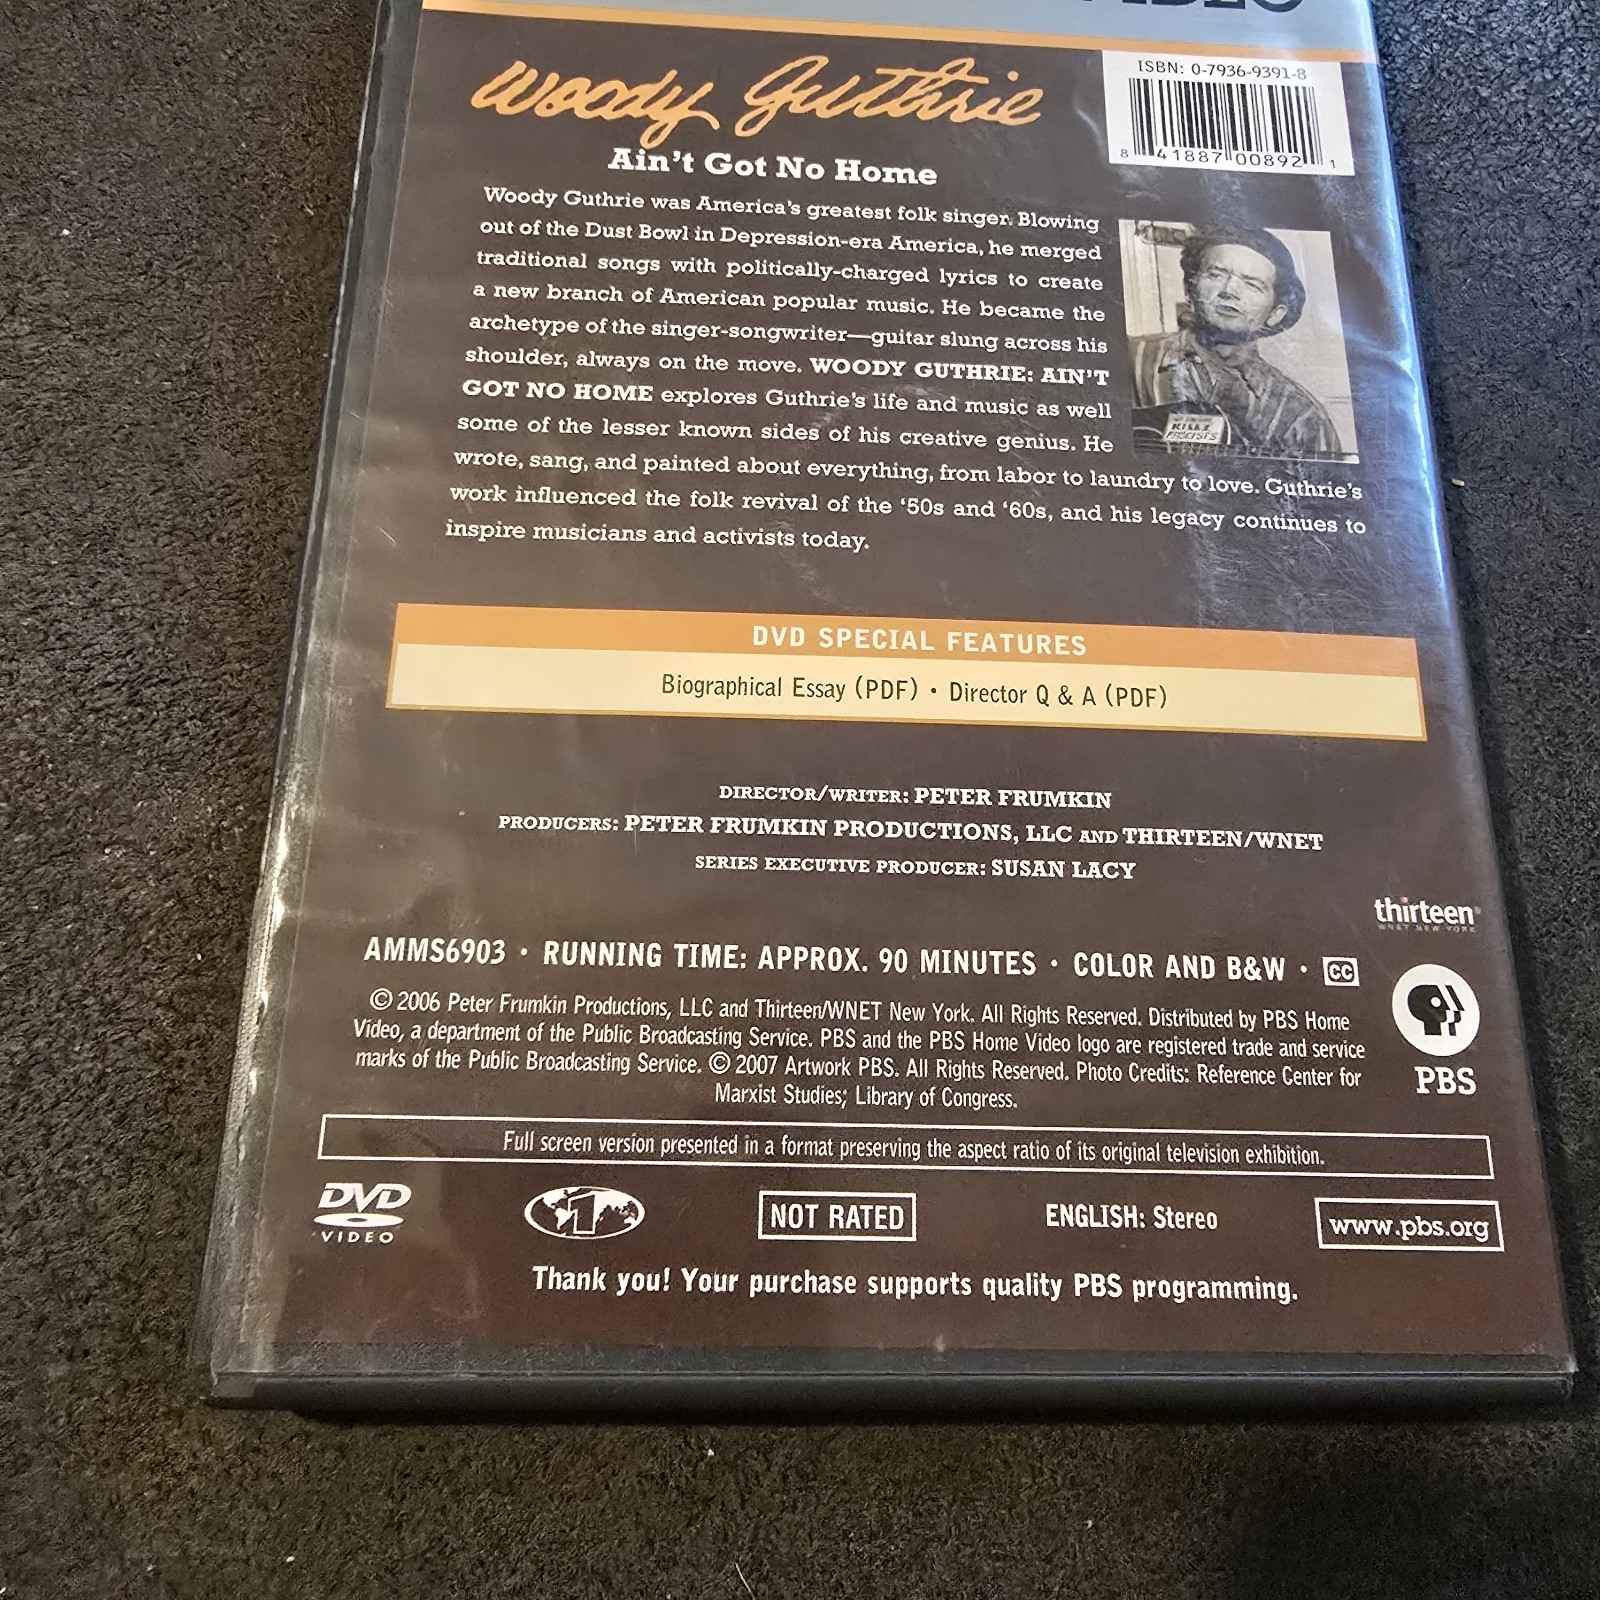 VIDEO
Woody Guthrie
ISBN: 0-7936-9391-8
8 41887 00892 1
Ain't Got No Home
Woody Guthrie was America's greatest folk singer. Blowing
out of the Dust Bowl in Depression-era America, he merged
traditional songs with politically-charged lyrics to create
a new branch of American popular music. He became the
archetype of the singer-songwriter—guitar slung across his
shoulder, always on the move. WOODY GUTHRIE: AIN'T
GOT NO HOME explores Guthrie's life and music as well
some of the lesser known sides of his creative genius. He
wrote, sang, and painted about everything, from labor to laundry to love. Guthrie's
work influenced the folk revival of the '50s and '60s, and his legacy continues to
inspire musicians and activists today.
KILLS
FASCISTS
DVD SPECIAL FEATURES
Biographical Essay (PDF) • Director Q & A (PDF)
DIRECTOR/WRITER: PETER FRUMKIN
PRODUCERS: PETER FRUMKIN PRODUCTIONS, LLC AND THIRTEEN/WNET
SERIES EXECUTIVE PRODUCER: SUSAN LACY
thirteen
WNET NEW YORK
AMMS6903 • RUNNING TIME: APPROX. 90 MINUTES • COLOR AND B&W • CC
© 2006 Peter Frumkin Productions, LLC and Thirteen/WNET New York. All Rights Reserved. Distributed by PBS Home
Video, a department of the Public Broadcasting Service. PBS and the PBS Home Video logo are registered trade and service
marks of the Public Broadcasting Service. © 2007 Artwork PBS. All Rights Reserved. Photo Credits: Reference Center for
Marxist Studies; Library of Congress.
PBS
Full screen version presented in a format preserving the aspect ratio of its original television exhibition.
DVD
VIDEO
1
NOT RATED
ENGLISH: Stereo
www.pbs.org
Thank you! Your purchase supports quality PBS programming.